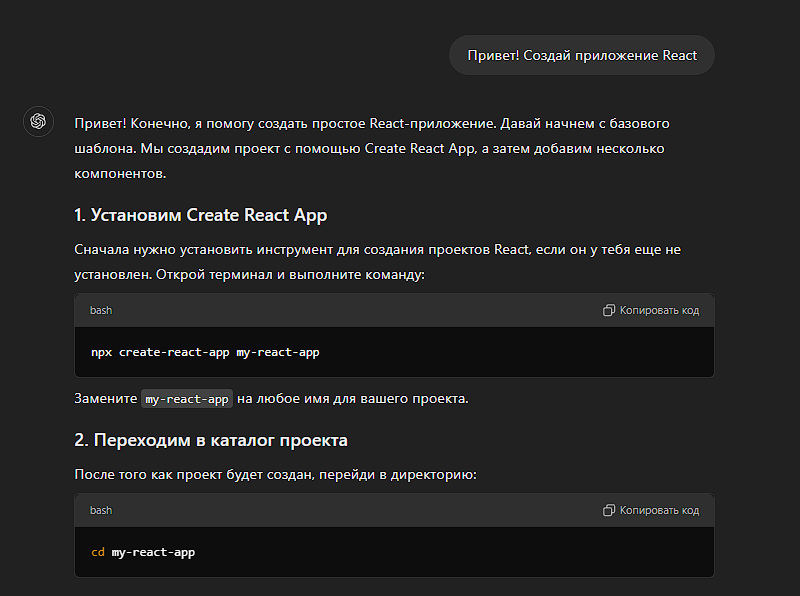 Привет! Создай приложение React
Привет! Конечно, я помогу создать простое React-приложение. Давай начнем с базового
шаблона. Мы создадим проект с помощью Create React App, а затем добавим несколько
компонентов.
1. Установим Create React App
Сначала нужно установить инструмент для создания проектов React, если он у тебя еще не
установлен. Открой терминал и выполните команду:
bash
Копировать код
npx create-react-app my-react-app
Замените my-react-app на любое имя для вашего проекта.
2. Переходим в каталог проекта
После того как проект будет создан, перейди в директорию:
bash
Копировать код
cd my-react-app